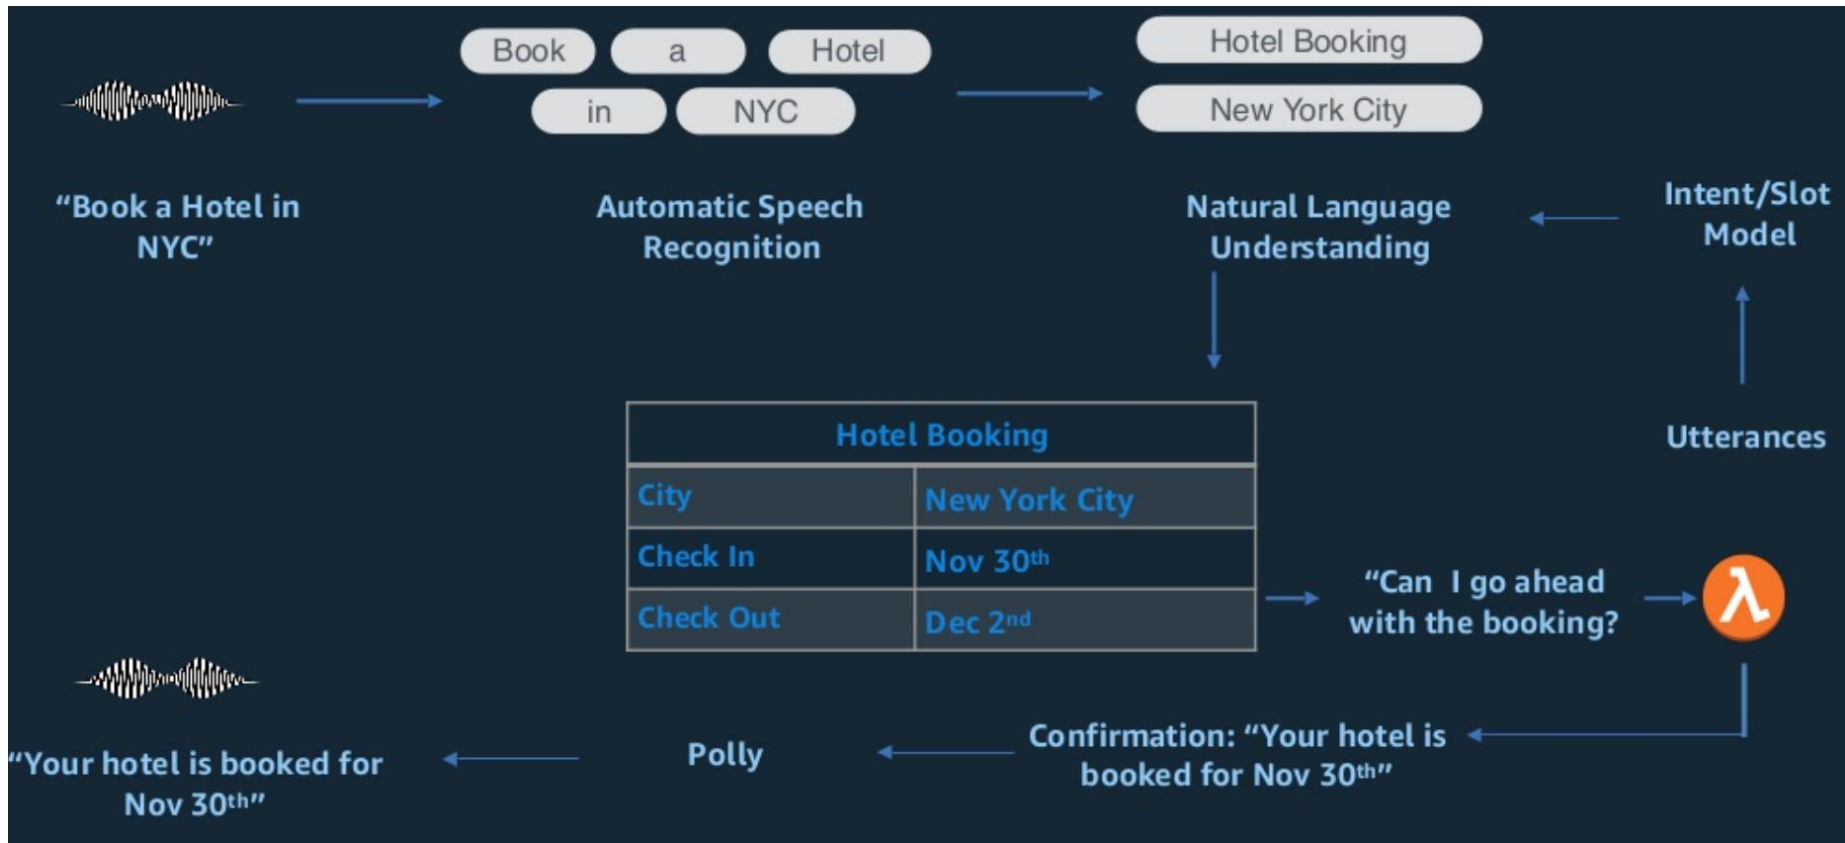 Book a Hotel
in NYC
Hotel Booking
New York City
“Book a Hotel in
NYC”
Automatic Speech
Recognition
Natural Language
Understanding
Intent/Slot
Model
Utterances
Hotel Booking
City New York City
Check In Nov 30th
Check Out Dec 2nd
“Can I go ahead
with the booking?
λ
Confirmation: “Your hotel is
booked for Nov 30th”
Polly
“Your hotel is booked for
Nov 30th”